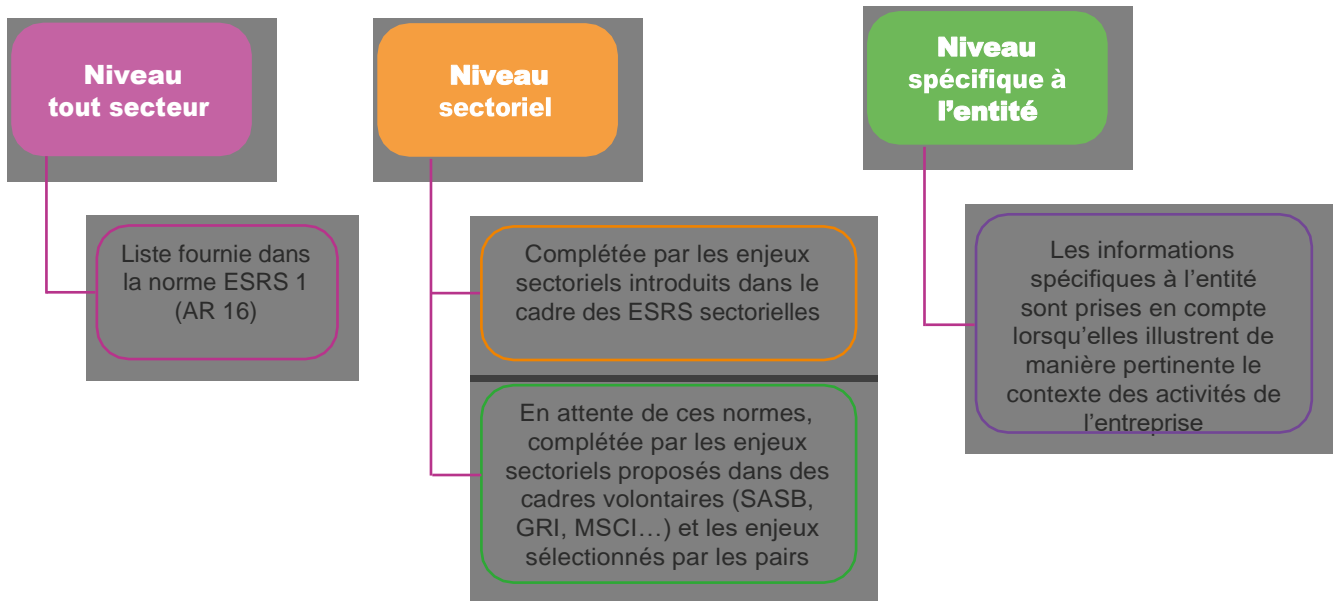 Niveau
tout secteur
Liste fournie dans
la norme ESRS 1
(AR 16)
Niveau
sectoriel
Complétée par les enjeux
sectoriels introduits dans le
cadre des ESRS sectorielles
En attente de ces normes,
complétée par les enjeux
sectoriels proposés dans des
cadres volontaires (SASB,
GRI, MSCI…) et les enjeux
sélectionnés par les pairs
Niveau
spécifique à
l’entité
Les informations
spécifiques à l’entité
sont prises en compte
lorsqu’elles illustrent de
manière pertinente le
contexte des activités de
l’entreprise